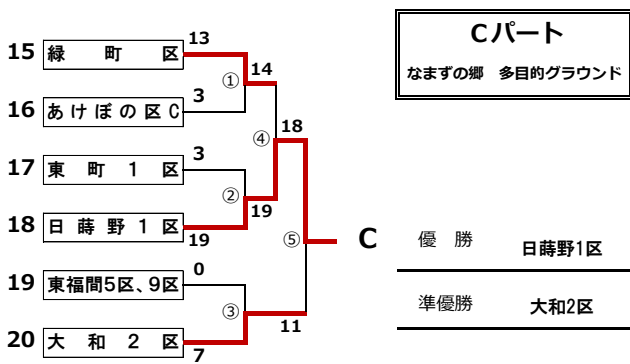 Cパート
なまずの郷 多目的グラウンド
15 緑町区 13
① 14
16 あけぼの区C 3
④ 18
17 東町1区 3
② 19
18 日蒔野1区 19
⑤ C
19 東福間5区、9区 0
③ 11
20 大和2区 7
優勝 日蒔野1区
準優勝 大和2区